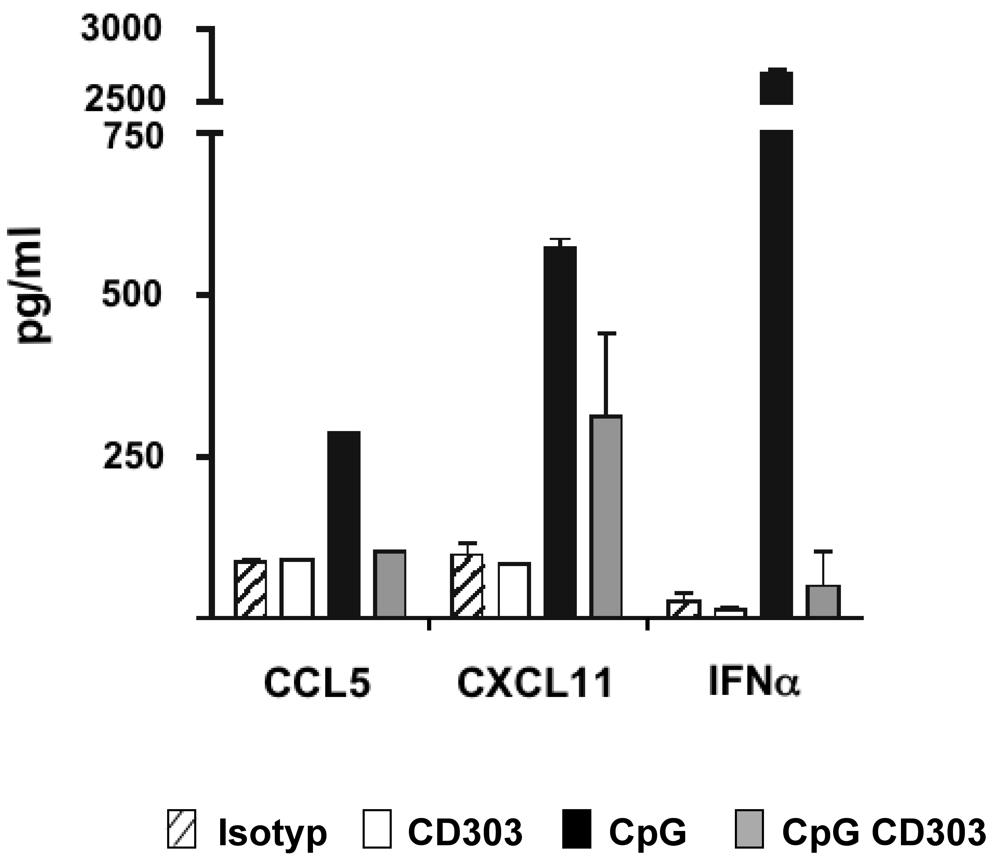 3000
2500
750
500
250
pg/ml
CCL5 CXCL11 IFNα
Isotyp CD303 CpG CpG CD303